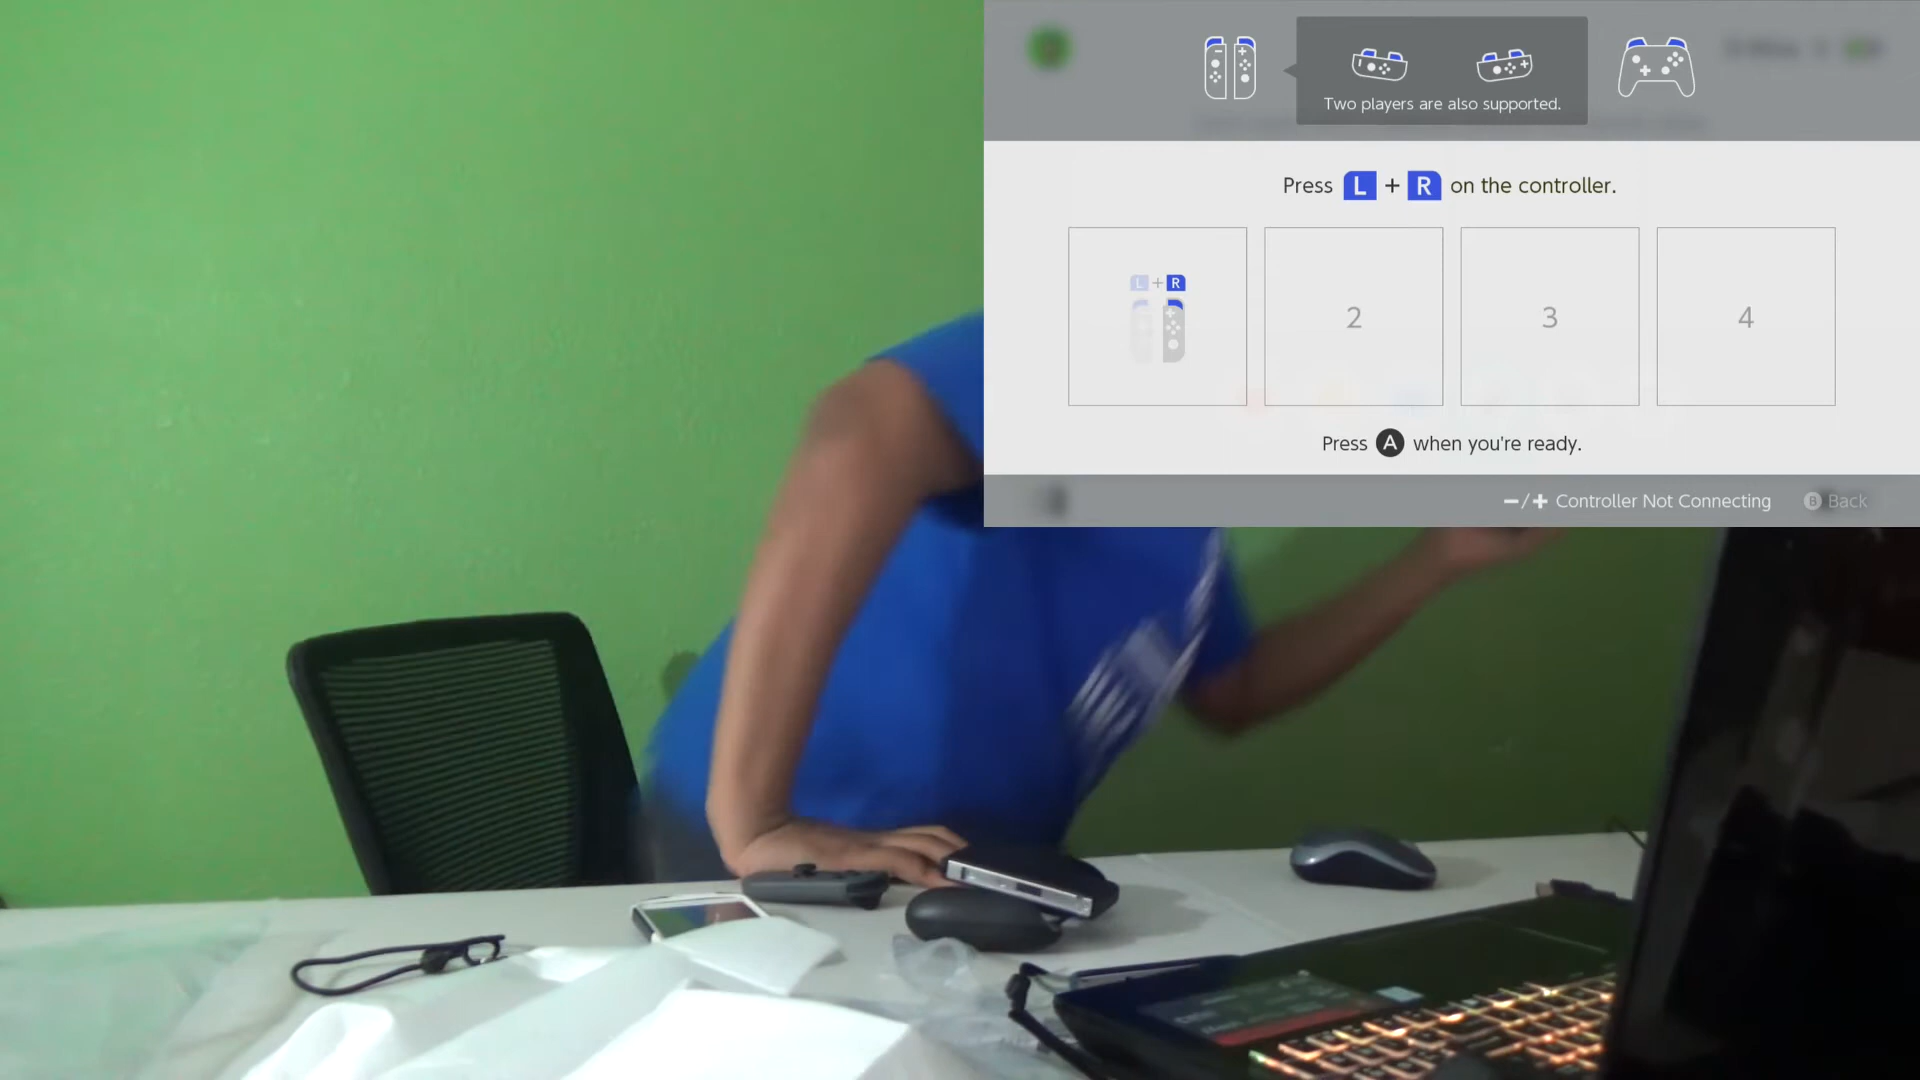 Two players are also supported.
Press L + R on the controller.
L + R
2
3
4
Press A when you're ready.
−/+ Controller Not Connecting
B Back